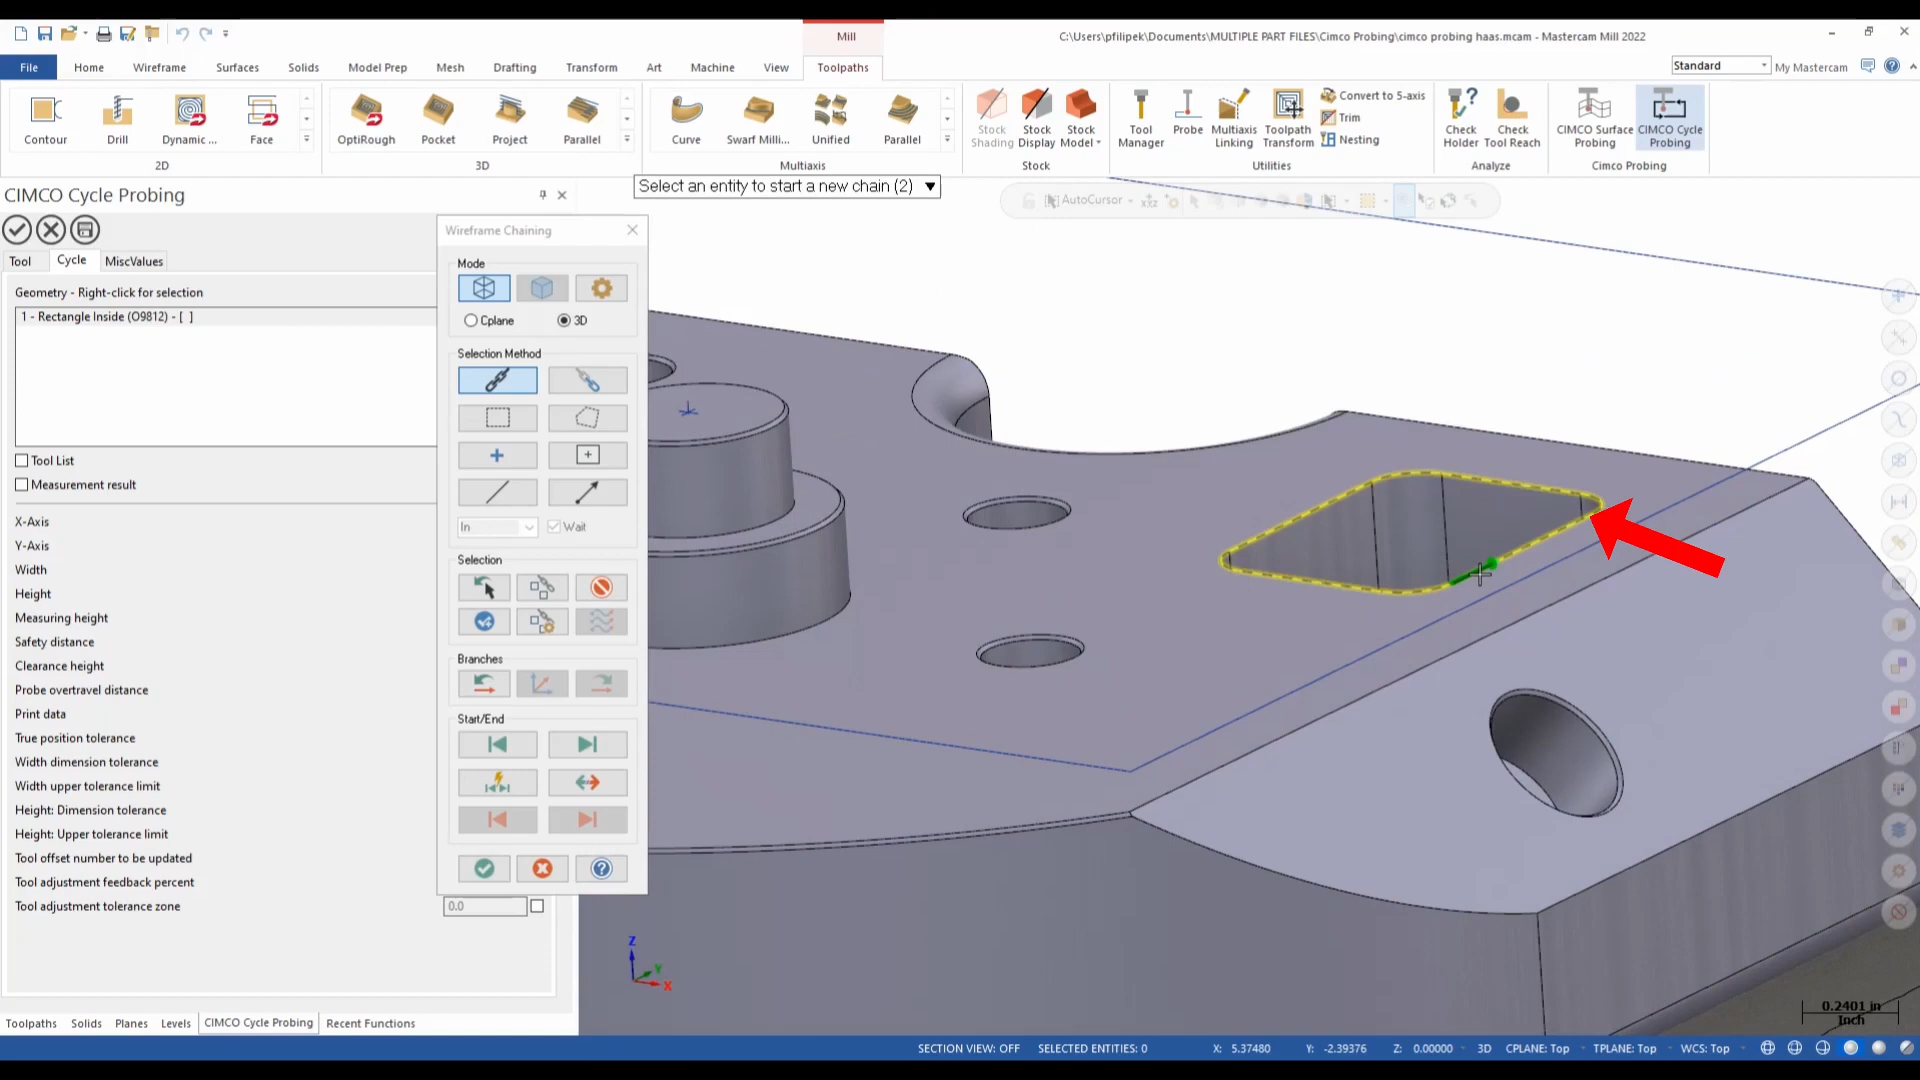 Mill
C:\Users\pfilipek\Documents\MULTIPLE PART FILES\Cimco Probing\cimco probing haas.mcam - Mastercam Mill 2022
File Home Wireframe Surfaces Solids Model Prep Mesh Drafting Transform Art Machine View Toolpaths
Standard My Mastercam
Contour Drill Dynamic ... Face
OptiRough Pocket Project Parallel
Curve Swarf Milli... Unified Parallel
Stock Shading Stock Display Stock Model
Tool Manager Probe Multiaxis Linking Toolpath Transform
Convert to 5-axis
Trim
Nesting
Check Holder Check Tool Reach
CIMCO Surface Probing CIMCO Cycle Probing
2D 3D Multiaxis Stock Utilities Analyze Cimco Probing
CIMCO Cycle Probing
Select an entity to start a new chain (2)
AutoCursor
Tool Cycle MiscValues
Geometry - Right-click for selection
1 - Rectangle Inside (O9812) - [ ]
Tool List
Measurement result
X-Axis
Y-Axis
Width
Height
Measuring height
Safety distance
Clearance height
Probe overtravel distance
Print data
True position tolerance
Width dimension tolerance
Width upper tolerance limit
Height: Dimension tolerance
Height: Upper tolerance limit
Tool offset number to be updated
Tool adjustment feedback percent
Tool adjustment tolerance zone
0.0
Wireframe Chaining
Mode
Cplane 3D
Selection Method
In Wait
Selection
Branches
Start/End
Z
Y
X
0.2401 in
Inch
Toolpaths Solids Planes Levels CIMCO Cycle Probing Recent Functions
SECTION VIEW: OFF SELECTED ENTITIES: 0 X: 5.37480 Y: -2.39376 Z: 0.00000 3D CPLANE: Top TPLANE: Top WCS: Top